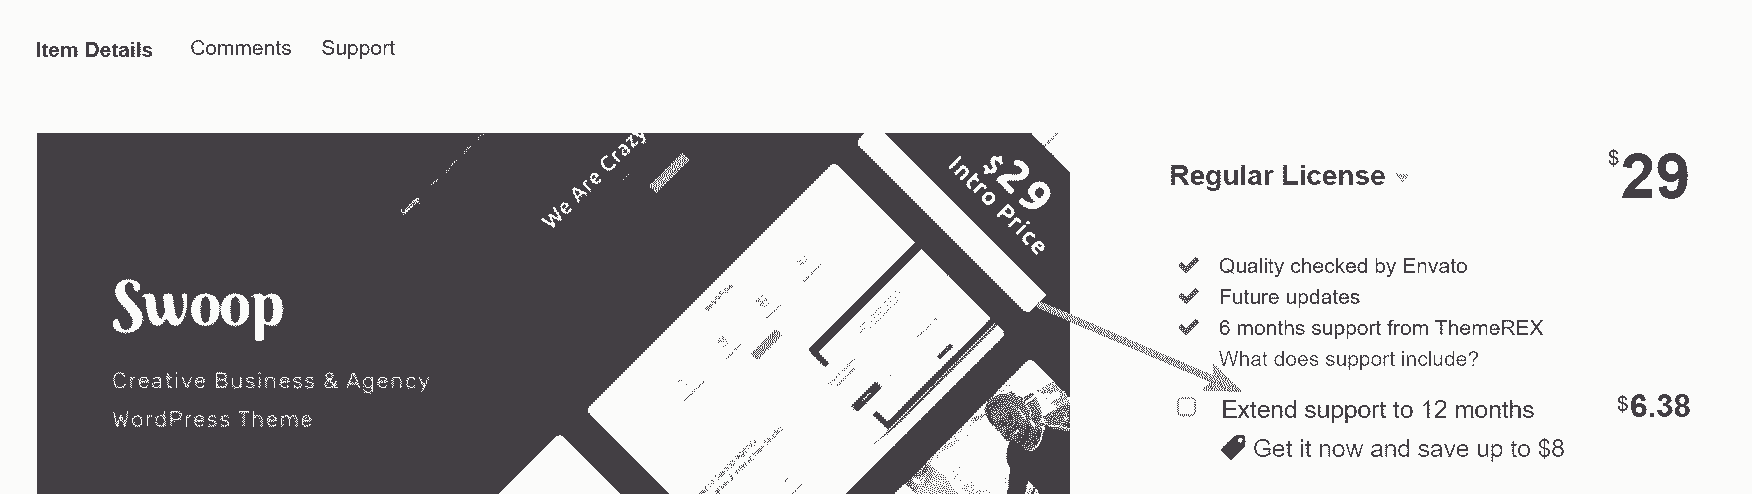 Item Details Comments Support
We Are Crazy
$29
Intro Price
Swoop
Creative Business & Agency
WordPress Theme
Regular License $29
Quality checked by Envato
Future updates
6 months support from ThemeREX
What does support include?
Extend support to 12 months $6.38
Get it now and save up to $8